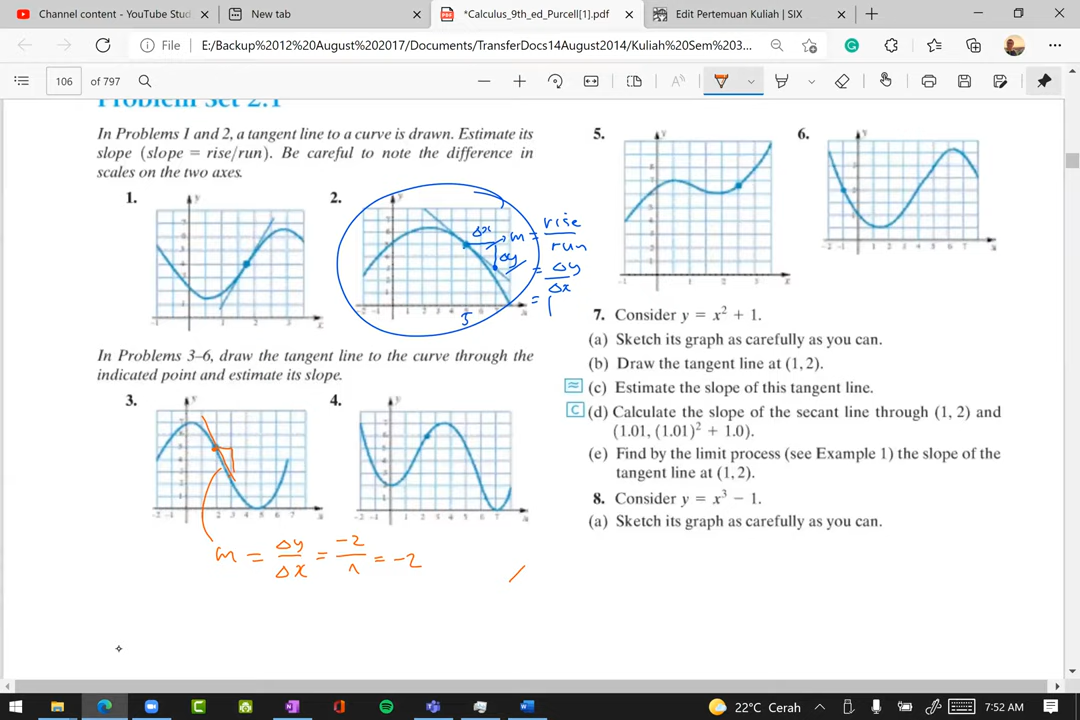 Channel content - YouTube Stud
New tab
*Calculus_9th_ed_Purcell[1].pdf
Edit Pertemuan Kuliah | SIX
File
E:/Backup%2012%20August%202017/Documents/TransferDocs14August2014/Kuliah%20Sem%203...
106 of 797
Problem Set 2.1
In Problems 1 and 2, a tangent line to a curve is drawn. Estimate its
slope (slope = rise/run). Be careful to note the difference in
scales on the two axes.
1.
2.
Δx
Δy
5
m = rise
run
= Δy
Δx
=
In Problems 3–6, draw the tangent line to the curve through the
indicated point and estimate its slope.
3.
4.
m = Δy/Δx = -2/1 = -2
5.
6.
7. Consider y = x² + 1.
(a) Sketch its graph as carefully as you can.
(b) Draw the tangent line at (1, 2).
≈ (c) Estimate the slope of this tangent line.
C (d) Calculate the slope of the secant line through (1, 2) and
(1.01, (1.01)² + 1.0).
(e) Find by the limit process (see Example 1) the slope of the
tangent line at (1, 2).
8. Consider y = x³ − 1.
(a) Sketch its graph as carefully as you can.
22°C Cerah
7:52 AM